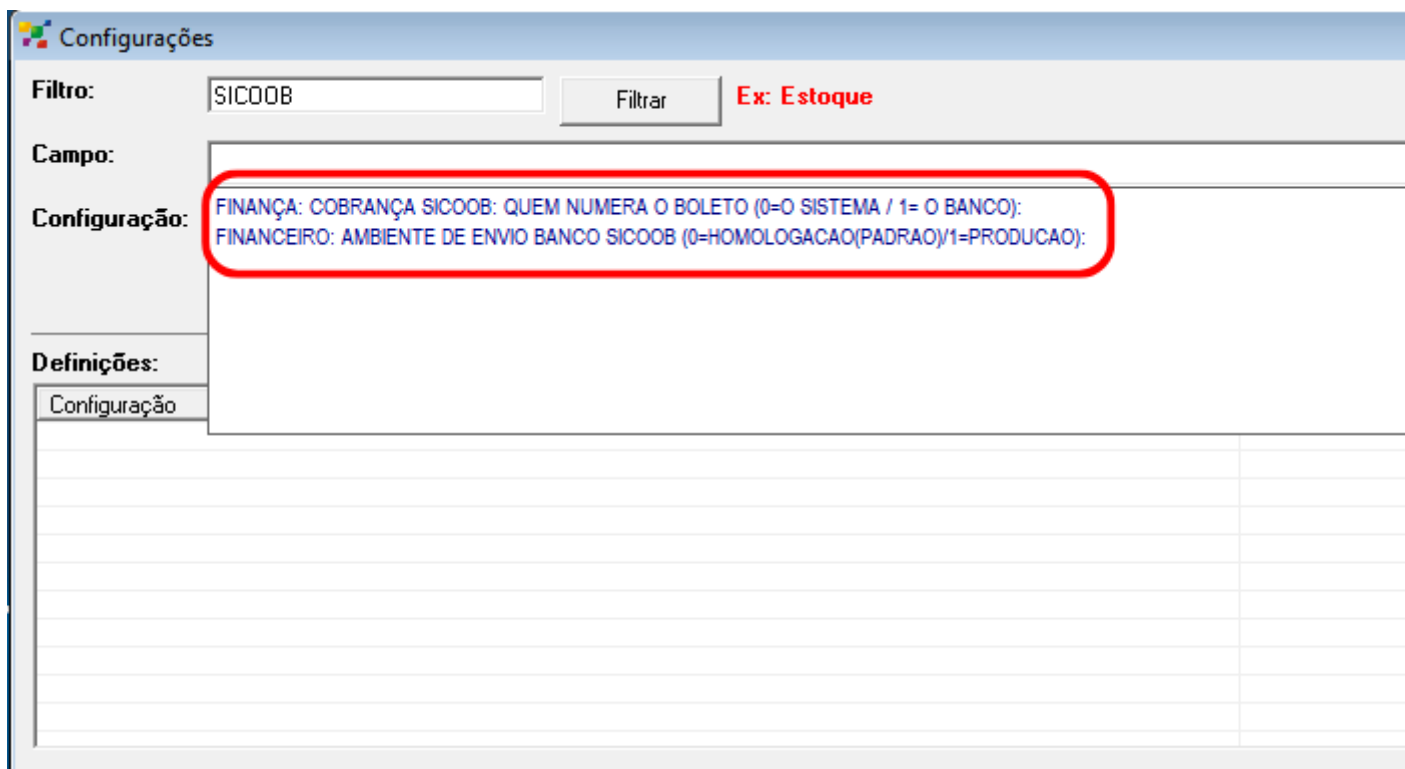 Configurações
Filtro: SICOOB Filtrar Ex: Estoque
Campo:
Configuração:
FINANÇA: COBRANÇA SICOOB: QUEM NUMERA O BOLETO (0=O SISTEMA / 1= O BANCO):
FINANCEIRO: AMBIENTE DE ENVIO BANCO SICOOB (0=HOMOLOGACAO(PADRAO)/1=PRODUCAO):
Definições:
Configuração